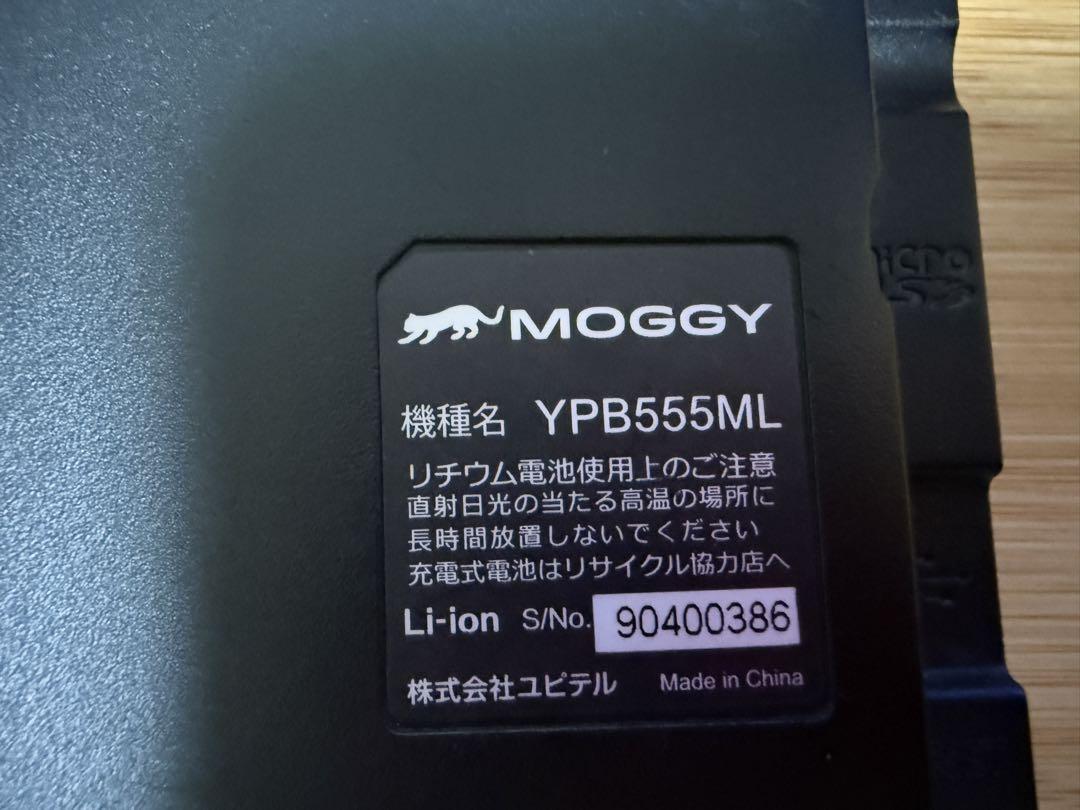 MOGGY
機種名 YPB555ML
リチウム電池使用上のご注意
直射日光の当たる高温の場所に
長時間放置しないでください
充電式電池はリサイクル協力店へ
Li-ion S/No. 90400386
株式会社ユピテル Made in China
micro